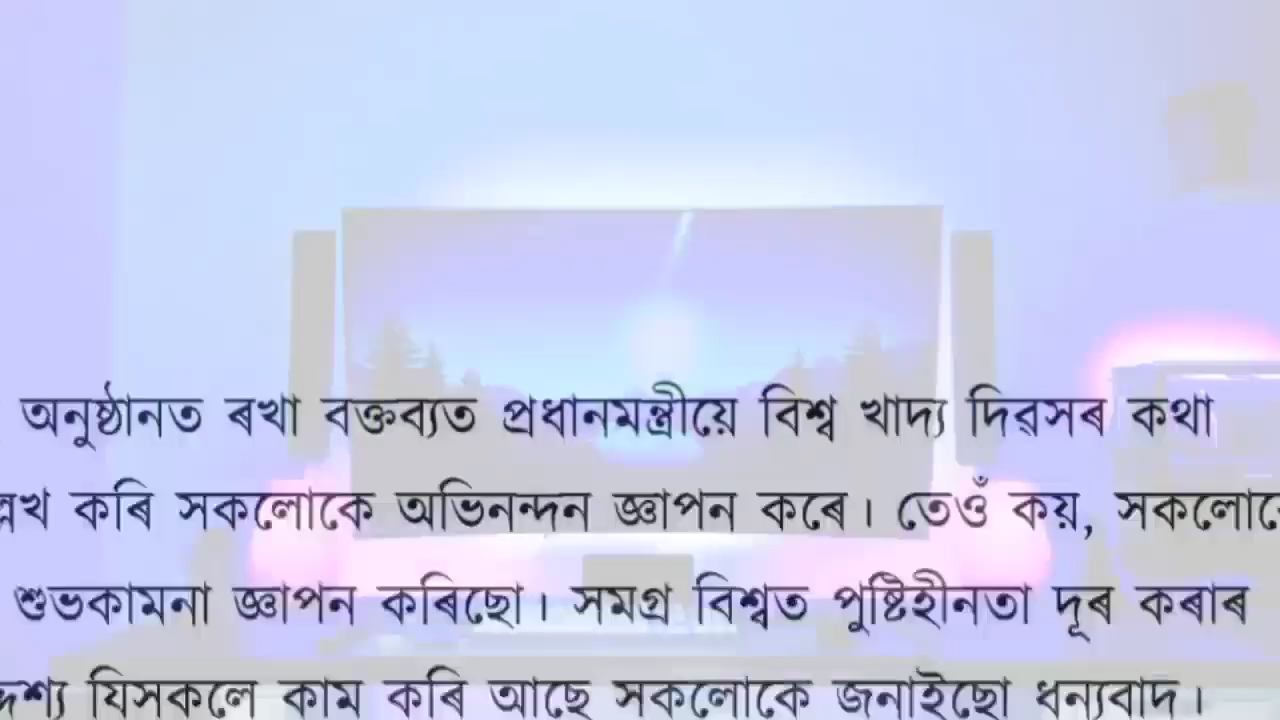 অনুষ্ঠানত ৰখা বক্তব্যত প্ৰধানমন্ত্ৰীয়ে বিশ্ব খাদ্য দিৱসৰ কথা
কৰি সকলোকে অভিনন্দন জ্ঞাপন কৰে। তেওঁ কয়,
শুভকামনা জ্ঞাপন কৰিছো। সমগ্ৰ বিশ্বত পুষ্টিহীনতা দূৰ কৰাৰ
যিসকলে কাম কৰি আছে সকলোকে জনাইছো ধন্যবাদ।